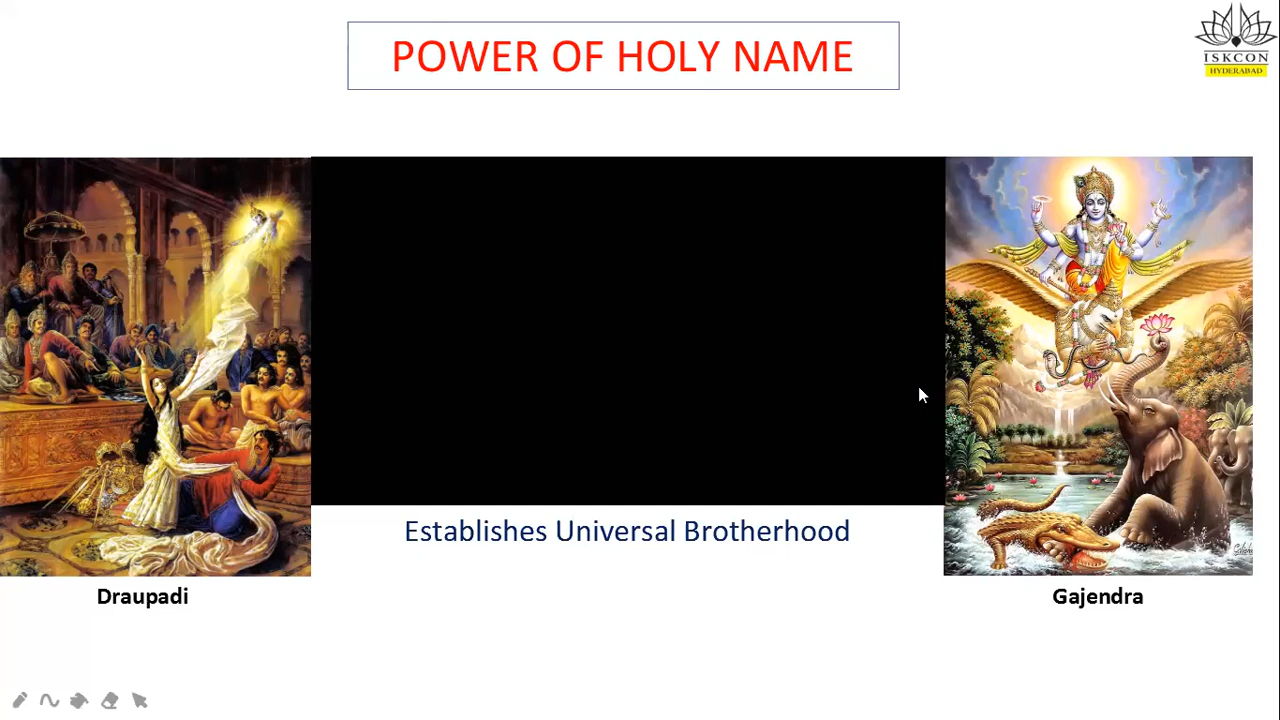 POWER OF HOLY NAME
ISKCON
HYDERABAD
Establishes Universal Brotherhood
Draupadi
Gajendra